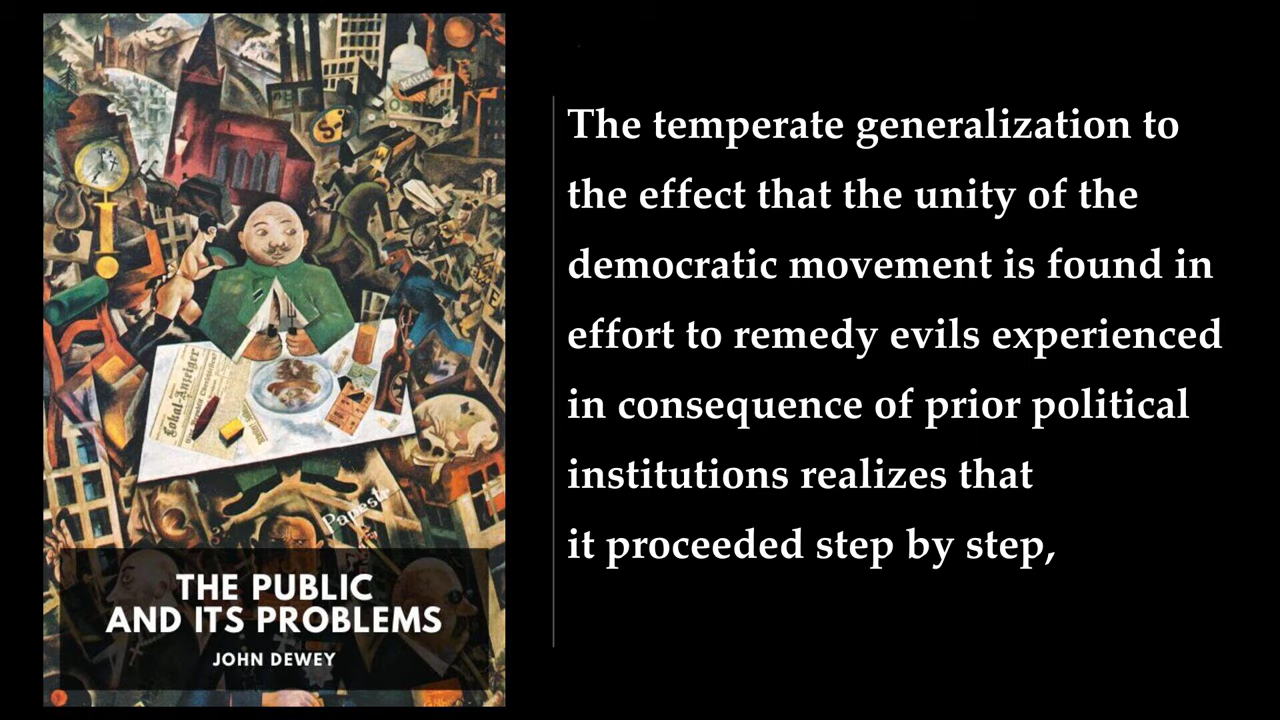 The temperate generalization to
the effect that the unity of the
democratic movement is found in
effort to remedy evils experienced
in consequence of prior political
institutions realizes that
it proceeded step by step,
Lokal-Anzeiger
THE PUBLIC
AND ITS PROBLEMS
JOHN DEWEY